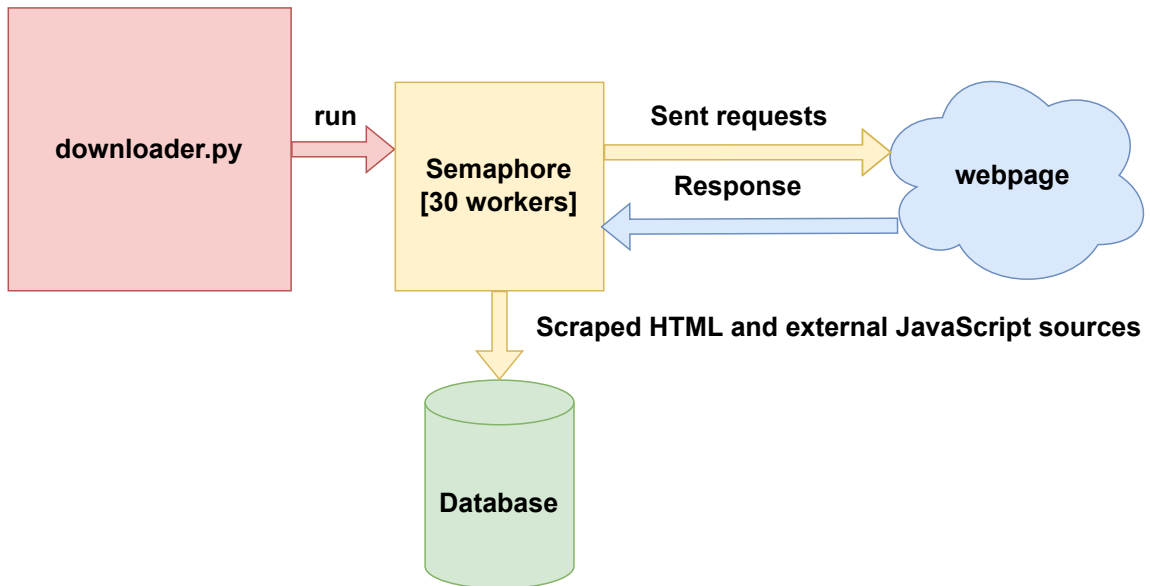 downloader.py
run
Semaphore
[30 workers]
Sent requests
Response
webpage
Scraped HTML and external JavaScript sources
Database